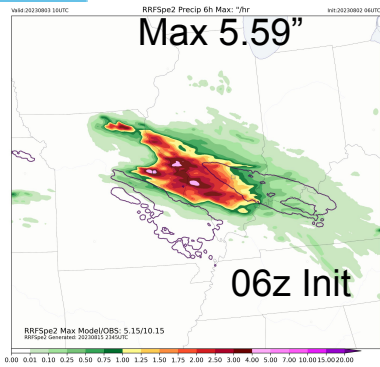 Valid:20230803 10UTC
RRFSpe2 Precip 6h Max: "/hr
Init:20230802 06UTC
Max 5.59”
06z Init
RRFSpe2 Max Model/OBS: 5.15/10.15
RRFSpe2 Generated: 20230815 2345UTC
0.00 0.01 0.10 0.25 0.50 0.75 1.00 1.25 1.50 1.75 2.00 2.50 3.00 4.00 5.00 7.00 10.00 15.00 20.00